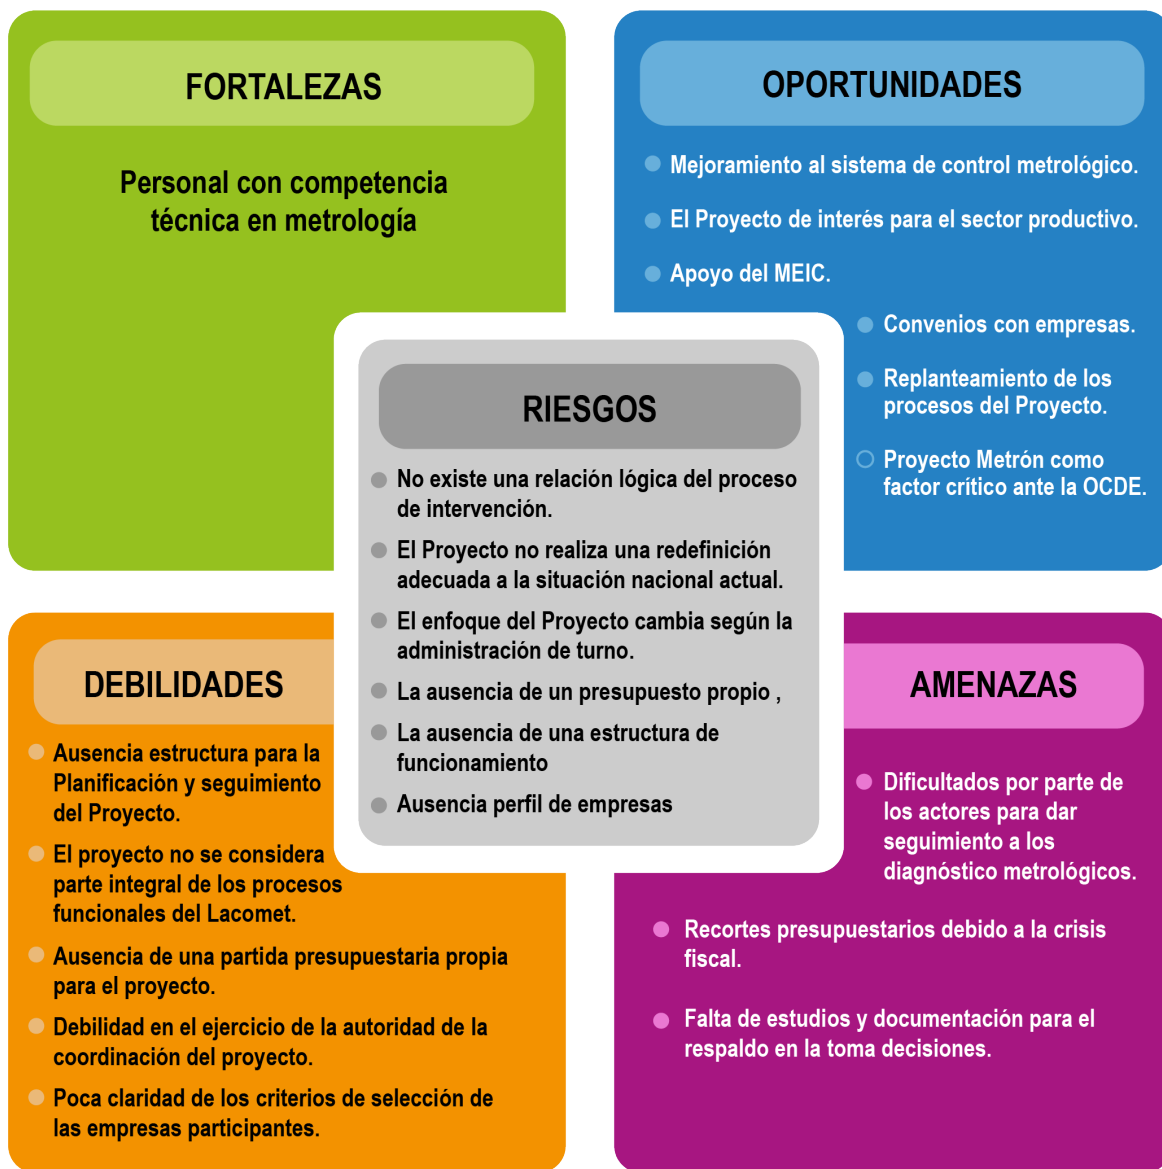 FORTALEZAS
Personal con competencia
técnica en metrología
OPORTUNIDADES
Mejoramiento al sistema de control metrológico.
El Proyecto de interés para el sector productivo.
Apoyo del MEIC.
Convenios con empresas.
Replanteamiento de los
procesos del Proyecto.
Proyecto Metrón como
factor crítico ante la OCDE.
RIESGOS
No existe una relación lógica del proceso
de intervención.
El Proyecto no realiza una redefinición
adecuada a la situación nacional actual.
El enfoque del Proyecto cambia según la
administración de turno.
La ausencia de un presupuesto propio ,
La ausencia de una estructura de
funcionamiento
Ausencia perfil de empresas
DEBILIDADES
Ausencia estructura para la
Planificación y seguimiento
del Proyecto.
El proyecto no se considera
parte integral de los procesos
funcionales del Lacomet.
Ausencia de una partida presupuestaria propia
para el proyecto.
Debilidad en el ejercicio de la autoridad de la
coordinación del proyecto.
Poca claridad de los criterios de selección de
las empresas participantes.
AMENAZAS
Dificultados por parte de
los actores para dar
seguimiento a los
diagnóstico metrológicos.
Recortes presupuestarios debido a la crisis
fiscal.
Falta de estudios y documentación para el
respaldo en la toma decisiones.